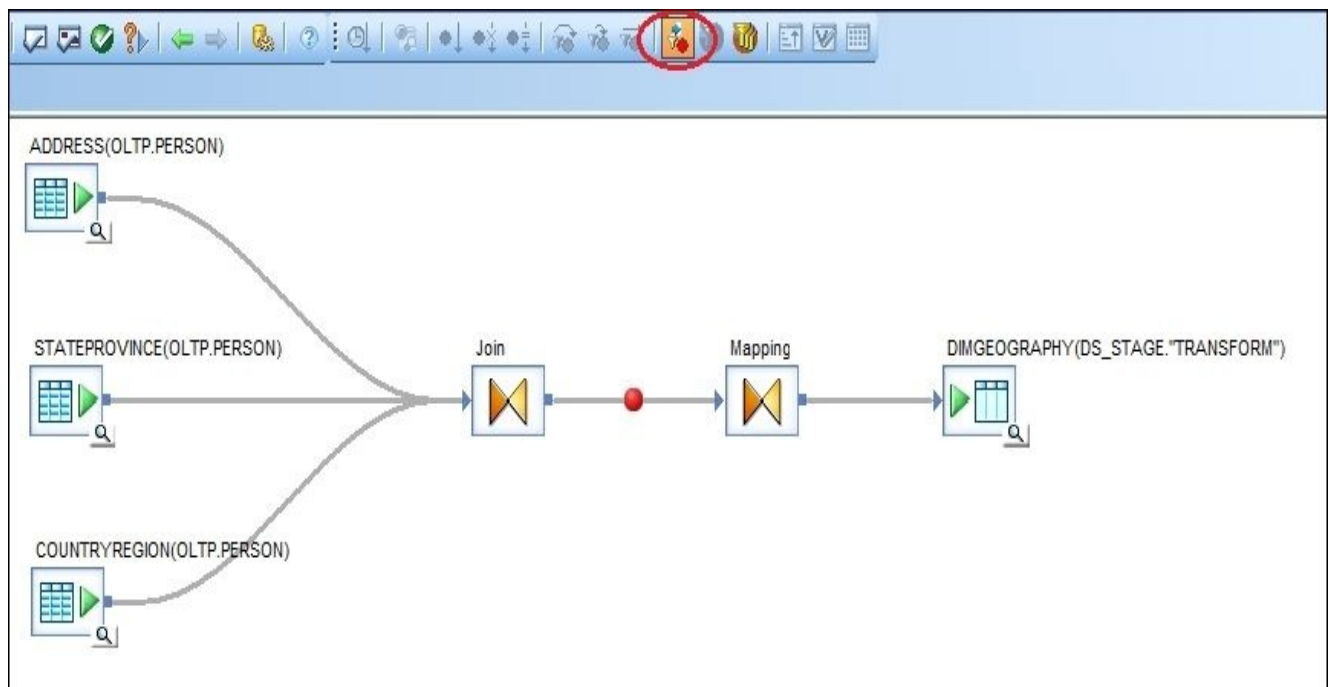 ADDRESS(OLTP.PERSON)
STATEPROVINCE(OLTP.PERSON)
Join
Mapping
DIMGEOGRAPHY(DS_STAGE."TRANSFORM")
COUNTRYREGION(OLTP.PERSON)